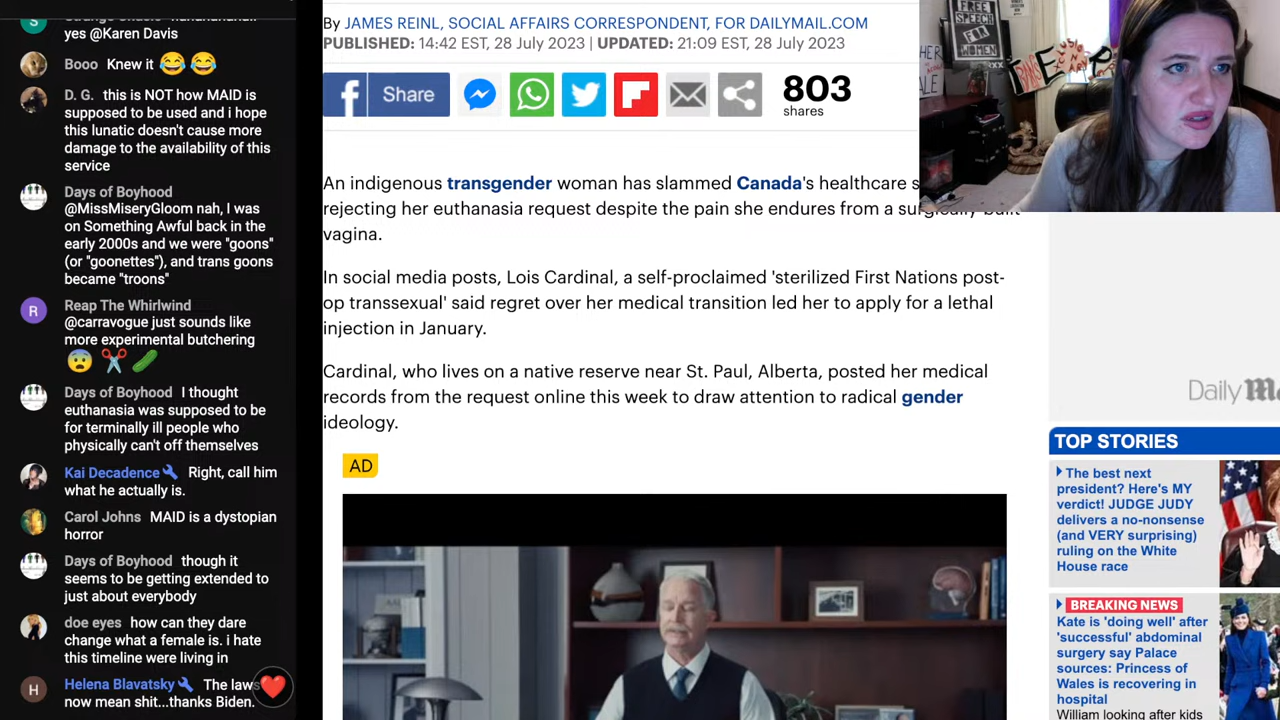 yes @Karen Davis
Booo Knew it
D. G. this is NOT how MAID is
supposed to be used and i hope
this lunatic doesn't cause more
damage to the availability of this
service
Days of Boyhood
@MissMiseryGloom nah, I was
on Something Awful back in the
early 2000s and we were "goons"
(or "goonettes"), and trans goons
became "troons"
Reap The Whirlwind
@carravogue just sounds like
more experimental butchering
Days of Boyhood I thought
euthanasia was supposed to be
for terminally ill people who
physically can't off themselves
Kai Decadence Right, call him
what he actually is.
Carol Johns MAID is a dystopian
horror
Days of Boyhood though it
seems to be getting extended to
just about everybody
doe eyes how can they dare
change what a female is. i hate
this timeline were living in
H Helena Blavatsky The laws
now mean shit...thanks Biden.
By JAMES REINL, SOCIAL AFFAIRS CORRESPONDENT, FOR DAILYMAIL.COM
PUBLISHED: 14:42 EST, 28 July 2023 | UPDATED: 21:09 EST, 28 July 2023
f Share
803
shares
An indigenous transgender woman has slammed Canada's healthcare s
rejecting her euthanasia request despite the pain she endures from a surgically-built
vagina.
In social media posts, Lois Cardinal, a self-proclaimed 'sterilized First Nations post-
op transsexual' said regret over her medical transition led her to apply for a lethal
injection in January.
Cardinal, who lives on a native reserve near St. Paul, Alberta, posted her medical
records from the request online this week to draw attention to radical gender
ideology.
AD
FREE
SPEECH
FOR
WOMEN
Daily Ma
TOP STORIES
The best next
president? Here's MY
verdict! JUDGE JUDY
delivers a no-nonsense
(and VERY surprising)
ruling on the White
House race
BREAKING NEWS
Kate is 'doing well' after
'successful' abdominal
surgery say Palace
sources: Princess of
Wales is recovering in
hospital
William looking after kids